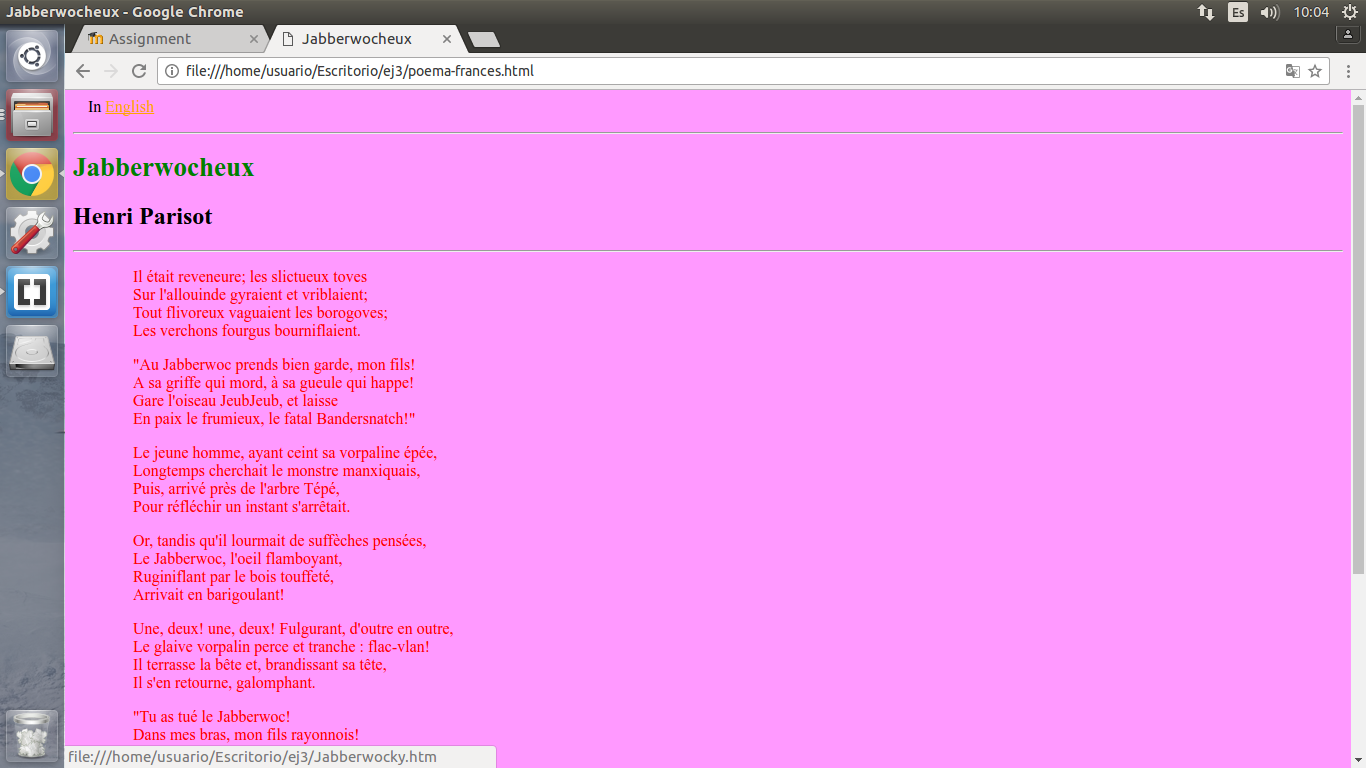 Jabberwocheux - Google Chrome
Es
10:04
Assignment
Jabberwocheux
file:///home/usuario/Escritorio/ej3/poema-frances.html
In English
Jabberwocheux
Henri Parisot
Il était reveneure; les slictueux toves
Sur l'allouinde gyraient et vriblaient;
Tout flivoreux vaguaient les borogoves;
Les verchons fourgus bourniflaient.
"Au Jabberwoc prends bien garde, mon fils!
A sa griffe qui mord, à sa gueule qui happe!
Gare l'oiseau JeubJeub, et laisse
En paix le frumieux, le fatal Bandersnatch!"
Le jeune homme, ayant ceint sa vorpaline épée,
Longtemps cherchait le monstre manxiquais,
Puis, arrivé près de l'arbre Tépé,
Pour réfléchir un instant s'arrêtait.
Or, tandis qu'il lourmait de suffèches pensées,
Le Jabberwoc, l'oeil flamboyant,
Ruginiflant par le bois touffeté,
Arrivait en barigoulant!
Une, deux! une, deux! Fulgurant, d'outre en outre,
Le glaive vorpalin perce et tranche : flac-vlan!
Il terrasse la bête et, brandissant sa tête,
Il s'en retourne, galomphant.
"Tu as tué le Jabberwoc!
Dans mes bras, mon fils rayonnois!
file:///home/usuario/Escritorio/ej3/Jabberwocky.htm